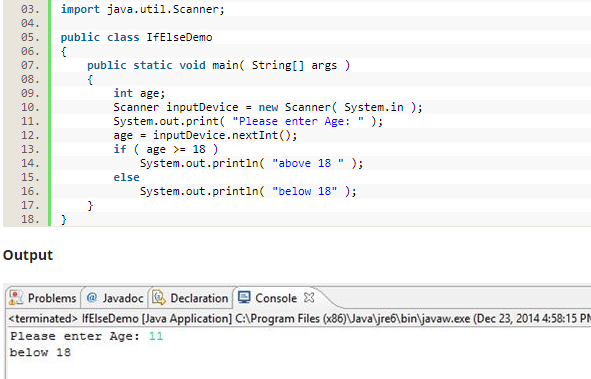 03. import java.util.Scanner;
04.
05. public class IfElseDemo
06. {
07. public static void main( String[] args )
08. {
09. int age;
10. Scanner inputDevice = new Scanner( System.in );
11. System.out.print( "Please enter Age: " );
12. age = inputDevice.nextInt();
13. if ( age >= 18 )
14. System.out.println( "above 18 " );
15. else
16. System.out.println( "below 18" );
17. }
18. }
Output
Problems @ Javadoc Declaration Console
<terminated> IfElseDemo [Java Application] C:\Program Files (x86)\Java\jre6\bin\javaw.exe (Dec 23, 2014 4:58:15 PM
Please enter Age: 11
below 18